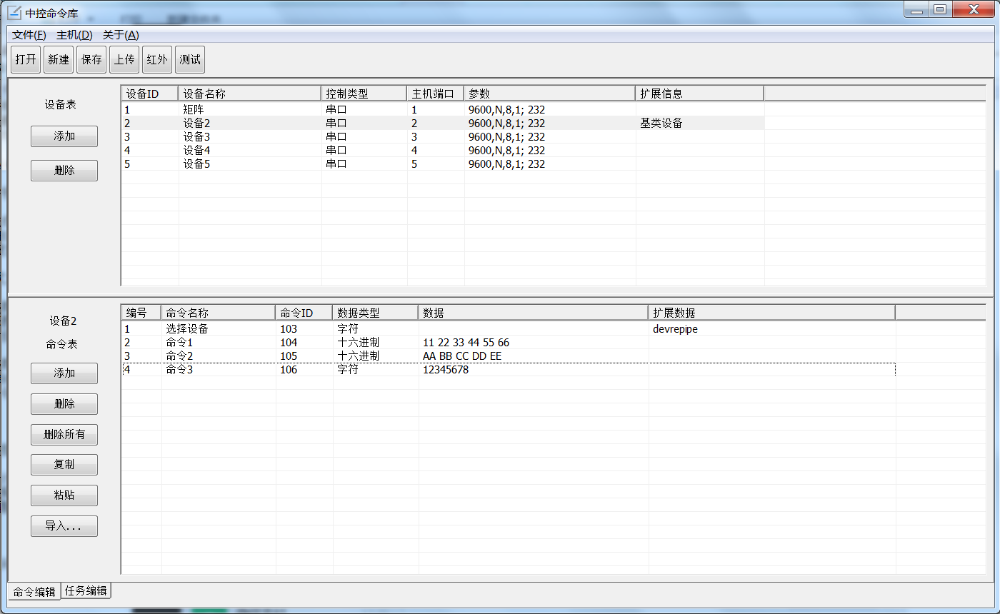 中控命令库
文件(F) 主机(D) 关于(A)
打开 新建 保存 上传 红外 测试
设备表
添加
删除
设备ID 设备名称 控制类型 主机端口 参数 扩展信息
1 矩阵 串口 1 9600,N,8,1; 232
2 设备2 串口 2 9600,N,8,1; 232 基类设备
3 设备3 串口 3 9600,N,8,1; 232
4 设备4 串口 4 9600,N,8,1; 232
5 设备5 串口 5 9600,N,8,1; 232
设备2
命令表
添加
删除
删除所有
复制
粘贴
导入...
编号 命令名称 命令ID 数据类型 数据 扩展数据
1 选择设备 103 字符 devrepipe
2 命令1 104 十六进制 11 22 33 44 55 66
3 命令2 105 十六进制 AA BB CC DD EE
4 命令3 106 字符 12345678
命令编辑 任务编辑